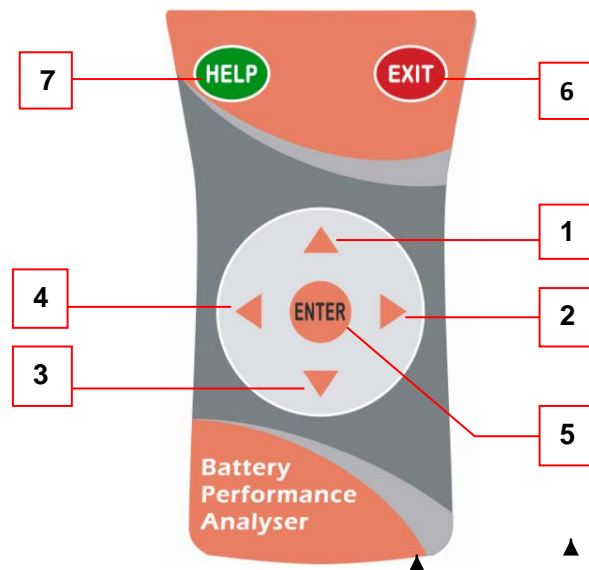 7
HELP
EXIT
6
1
4
ENTER
2
3
5
Battery
Performance
Analyser